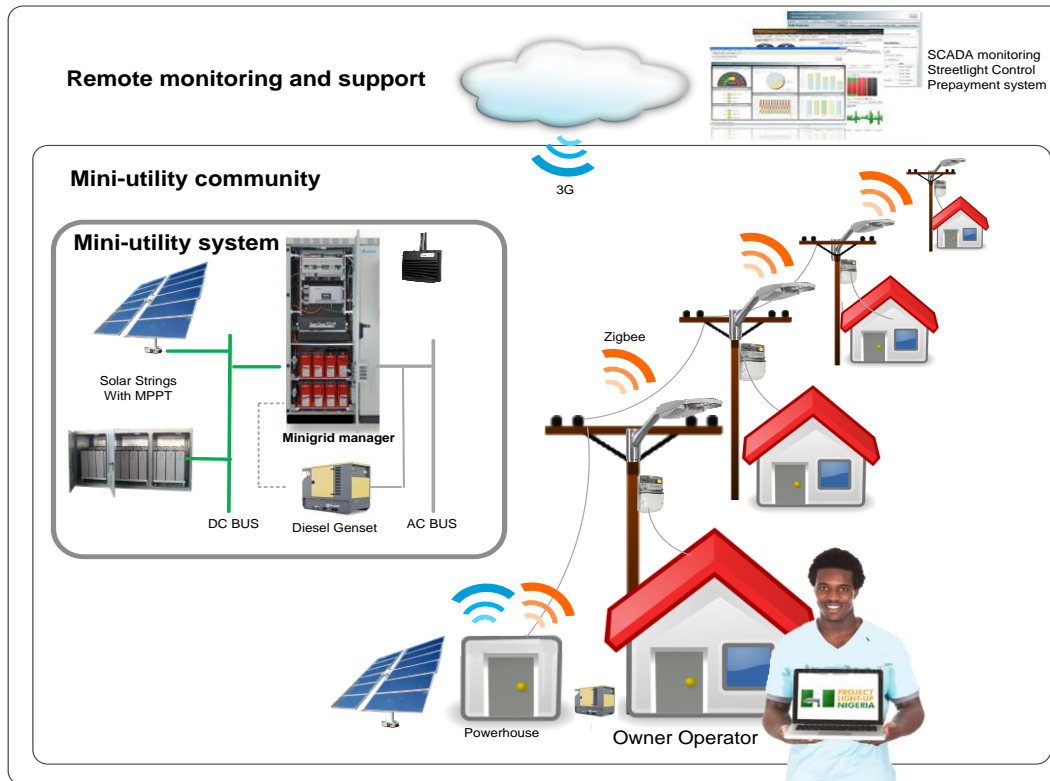 Remote monitoring and support
SCADA monitoring
Streetlight Control
Prepayment system
3G
Mini-utility community
Mini-utility system
Solar Strings
With MPPT
Minigrid manager
DC BUS
Diesel Genset
AC BUS
Zigbee
Powerhouse
Owner Operator
PROJECT
LIGHT-UP
NIGERIA